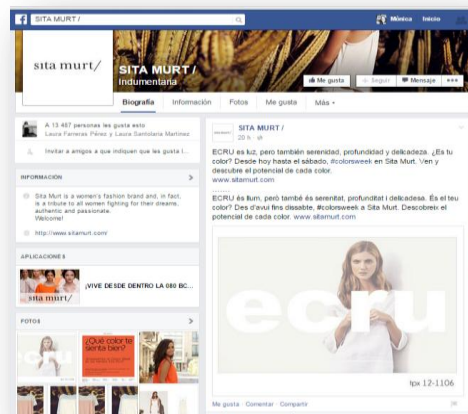 SITA MURT /
Mónica Inicio
sita murt/
SITA MURT /
Indumentaria
Me gusta Seguir Mensaje
Biografía Información Fotos Me gusta Más
A 13 487 personas les gusta esto
Laura Farreras Pérez y Laura Santolaria Martinez
Invitar a amigos a que indiquen que les gusta l...
INFORMACIÓN
Sita Murt is a women's fashion brand and, in fact,
is a tribute to all women fighting for their dreams,
authentic and passionate.
Welcome!
http://www.sitamurt.com/
APLICACIONES
sita murt/
¡VIVE DESDE DENTRO LA 080 BC...
FOTOS
¿Qué color te
sienta bien?
SITA MURT /
20 h
ECRU es luz, pero también serenidad, profundidad y delicadeza. ¿Es tu
color? Desde hoy hasta el sábado, #colorsweek en Sita Murt. Ven y
descubre el potencial de cada color.
www.sitamurt.com
ECRU és llum, però també és serenitat, profunditat i delicadesa. És el teu
color? Des d'avui fins dissabte, #colorsweek a Sita Murt. Descobreix el
potencial de cada color. www.sitamurt.com
ecru
tpx 12-1106
Me gusta · Comentar · Compartir